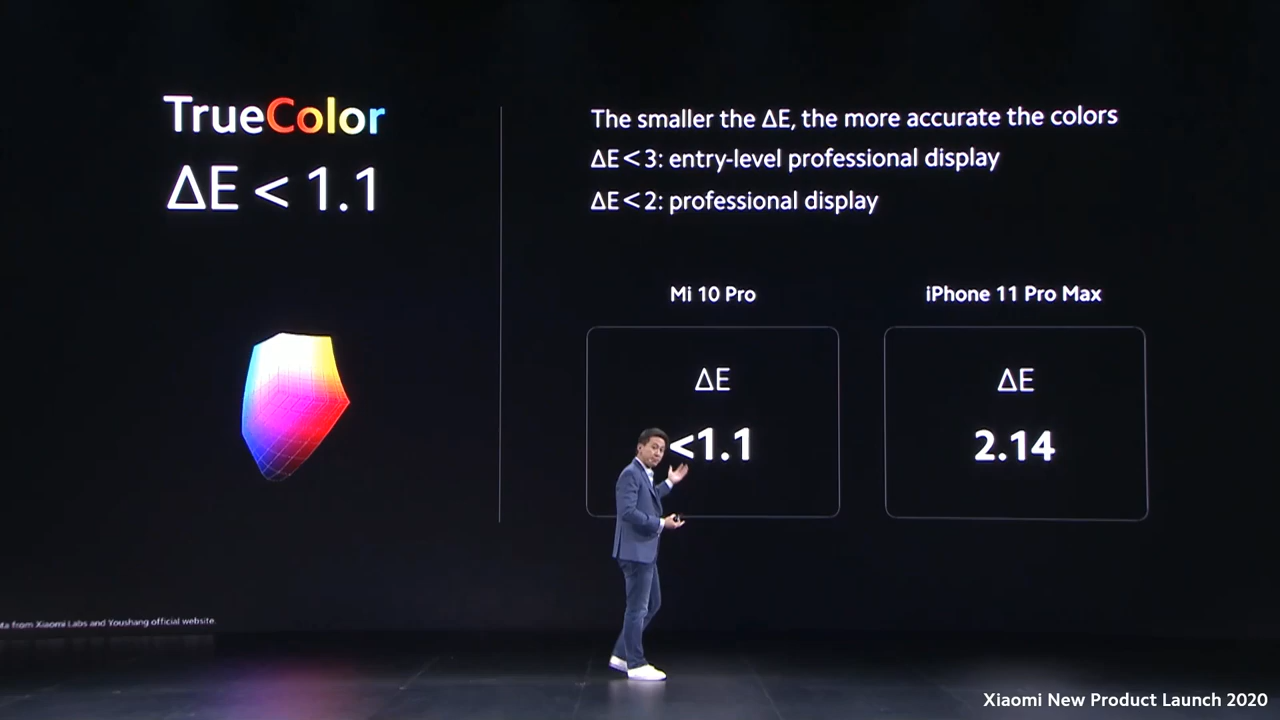 TrueColor
ΔE < 1.1
The smaller the ΔE, the more accurate the colors
ΔE < 3: entry-level professional display
ΔE < 2: professional display
Mi 10 Pro
ΔE
<1.1
iPhone 11 Pro Max
ΔE
2.14
ta from Xiaomi Labs and Youshang official website.
Xiaomi New Product Launch 2020